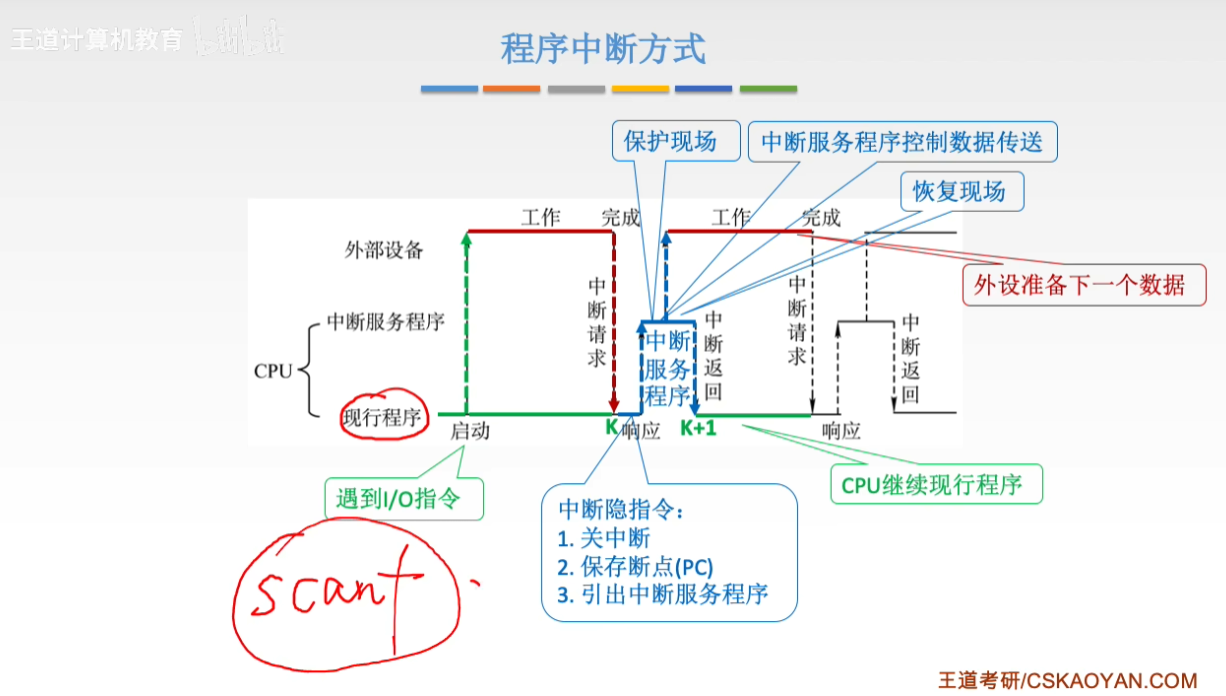 王道计算机教育 bilibili
程序中断方式
保护现场
中断服务程序控制数据传送
恢复现场
工作 完成 工作 完成
外部设备
外设准备下一个数据
中断请求
中断服务程序
中断返回
中断请求
中断返回
中断服务程序
CPU
现行程序
启动 K 响应 K+1 响应
遇到I/O指令
CPU继续现行程序
中断隐指令：
1. 关中断
2. 保存断点(PC)
3. 引出中断服务程序
scanf
王道考研/CSKAOYAN.COM